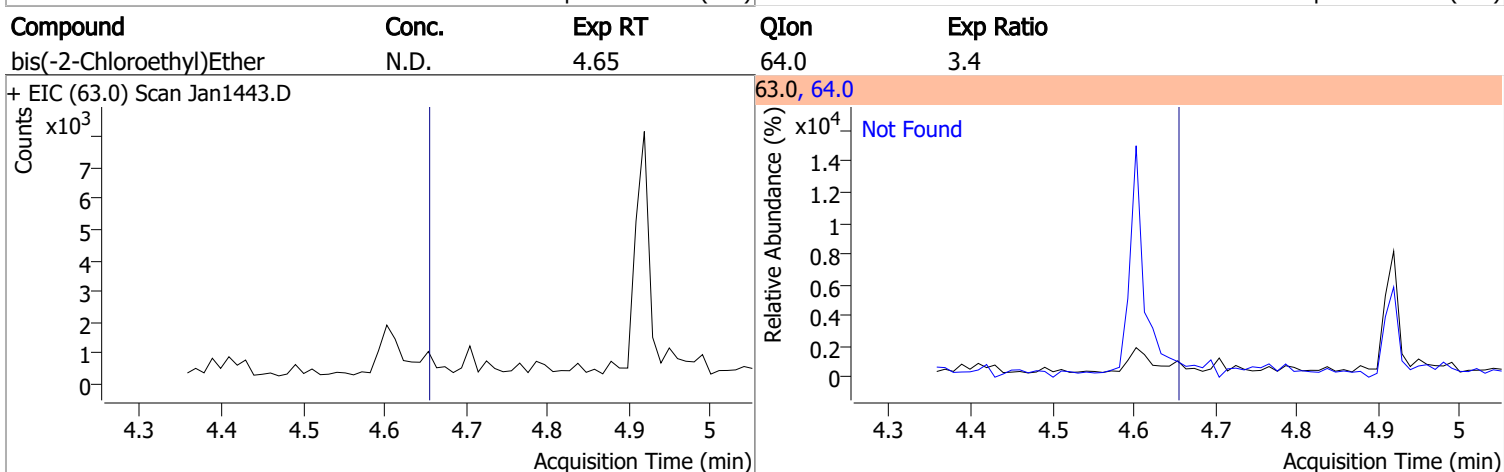 Compound Conc. Exp RT QIon Exp Ratio
bis(-2-Chloroethyl)Ether N.D. 4.65 64.0 3.4
+ EIC (63.0) Scan Jan1443.D
Counts
x10³
7
6
5
4
3
2
1
0
4.3 4.4 4.5 4.6 4.7 4.8 4.9 5
Acquisition Time (min)
63.0, 64.0
Relative Abundance (%)
x10⁴
Not Found
1.4
1.2
1
0.8
0.6
0.4
0.2
0
4.3 4.4 4.5 4.6 4.7 4.8 4.9 5
Acquisition Time (min)